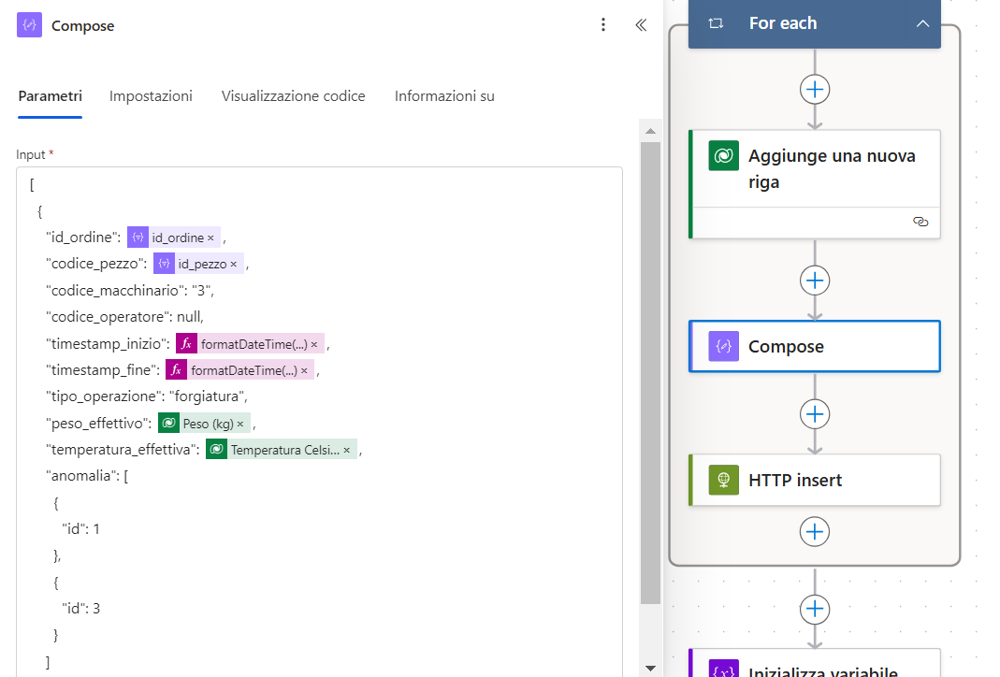 Compose
Parametri Impostazioni Visualizzazione codice Informazioni su
Input *
[
{
"id_ordine": id_ordine × ,
"codice_pezzo": id_pezzo × ,
"codice_macchinario": "3",
"codice_operatore": null,
"timestamp_inizio": fx formatDateTime(...) × ,
"timestamp_fine": fx formatDateTime(...) × ,
"tipo_operazione": "forgiatura",
"peso_effettivo": Peso (kg) × ,
"temperatura_effettiva": Temperatura Celsi... × ,
"anomalia": [
{
"id": 1
},
{
"id": 3
}
]
For each
Aggiunge una nuova
riga
Compose
HTTP insert
Inizializza variabile